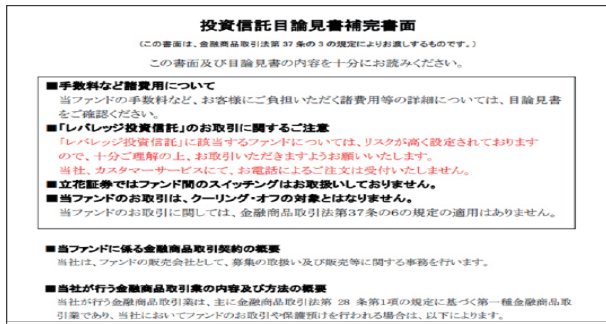 投資信託目論見書補完書面
(この書面は、金融商品取引法第37条の3の規定によりお渡しするものです。)
この書面及び目論見書の内容を十分にお読みください。
■手数料など諸費用について
当ファンドの手数料など、お客様にご負担いただく諸費用等の詳細については、目論見書
をご確認ください。
■「レバレッジ投資信託」のお取引に関するご注意
「レバレッジ投資信託」に該当するファンドについては、リスクが高く設定されております
ので、十分ご理解の上、お取引いただきますようお願いいたします。
当社、カスタマーサービスにて、お電話によるご注文は受付いたしません。
■立花証券ではファンド間のスイッチングはお取扱いしておりません。
■当ファンドのお取引は、クーリング・オフの対象とはなりません。
当ファンドのお取引に関しては、金融商品取引法第37条の6の規定の適用はありません。
■当ファンドに係る金融商品取引契約の概要
当社は、ファンドの販売会社として、募集の取扱い及び販売等に関する事務を行います。
■当社が行う金融商品取引業の内容及び方法の概要
当社が行う金融商品取引業は、主に金融商品取引法第 28 条第1項の規定に基づく第一種金融商品取
引業であり、当社においてファンドのお取引や保護預けを行われる場合は、以下によります。